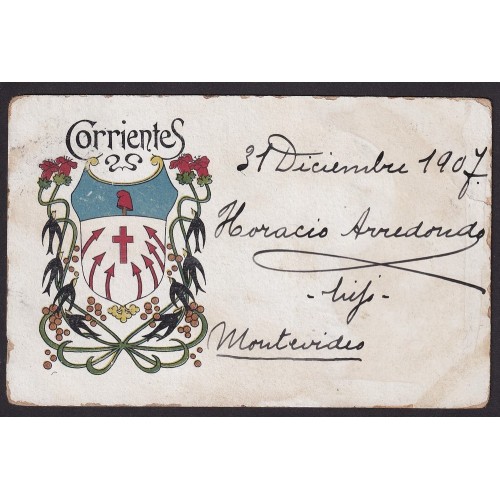 Corrientes
31 Diciembre 1907.
Horacio Arredondo
- hijo -
Montevideo